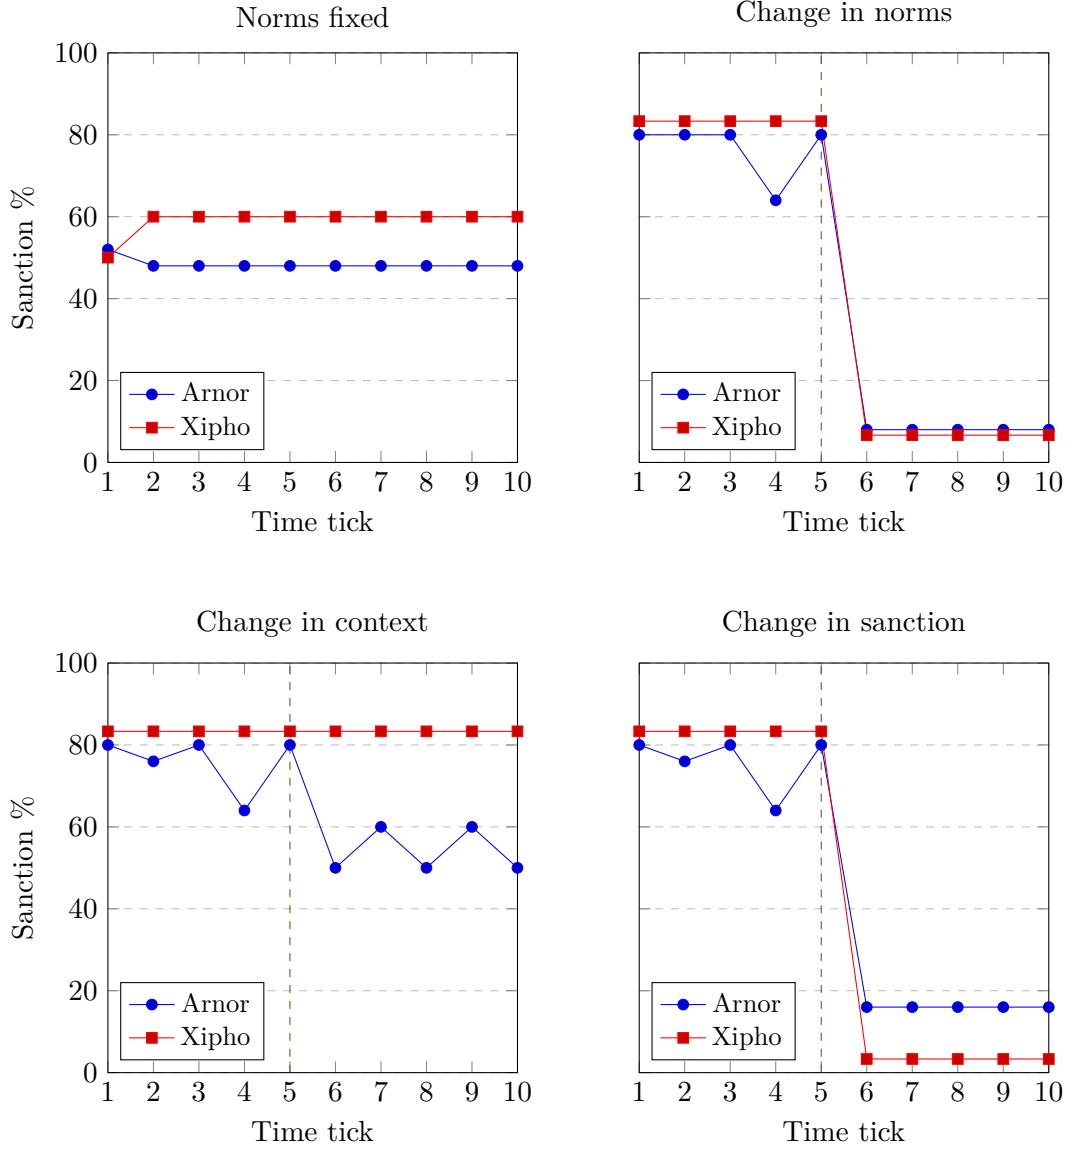 Norms fixed
Change in norms
100
80
60
40
20
0
Sanction %
Arnor
Xipho
1 2 3 4 5 6 7 8 9 10
Time tick
Arnor
Xipho
1 2 3 4 5 6 7 8 9 10
Time tick
Change in context
Change in sanction
100
80
60
40
20
0
Sanction %
Arnor
Xipho
1 2 3 4 5 6 7 8 9 10
Time tick
Arnor
Xipho
1 2 3 4 5 6 7 8 9 10
Time tick